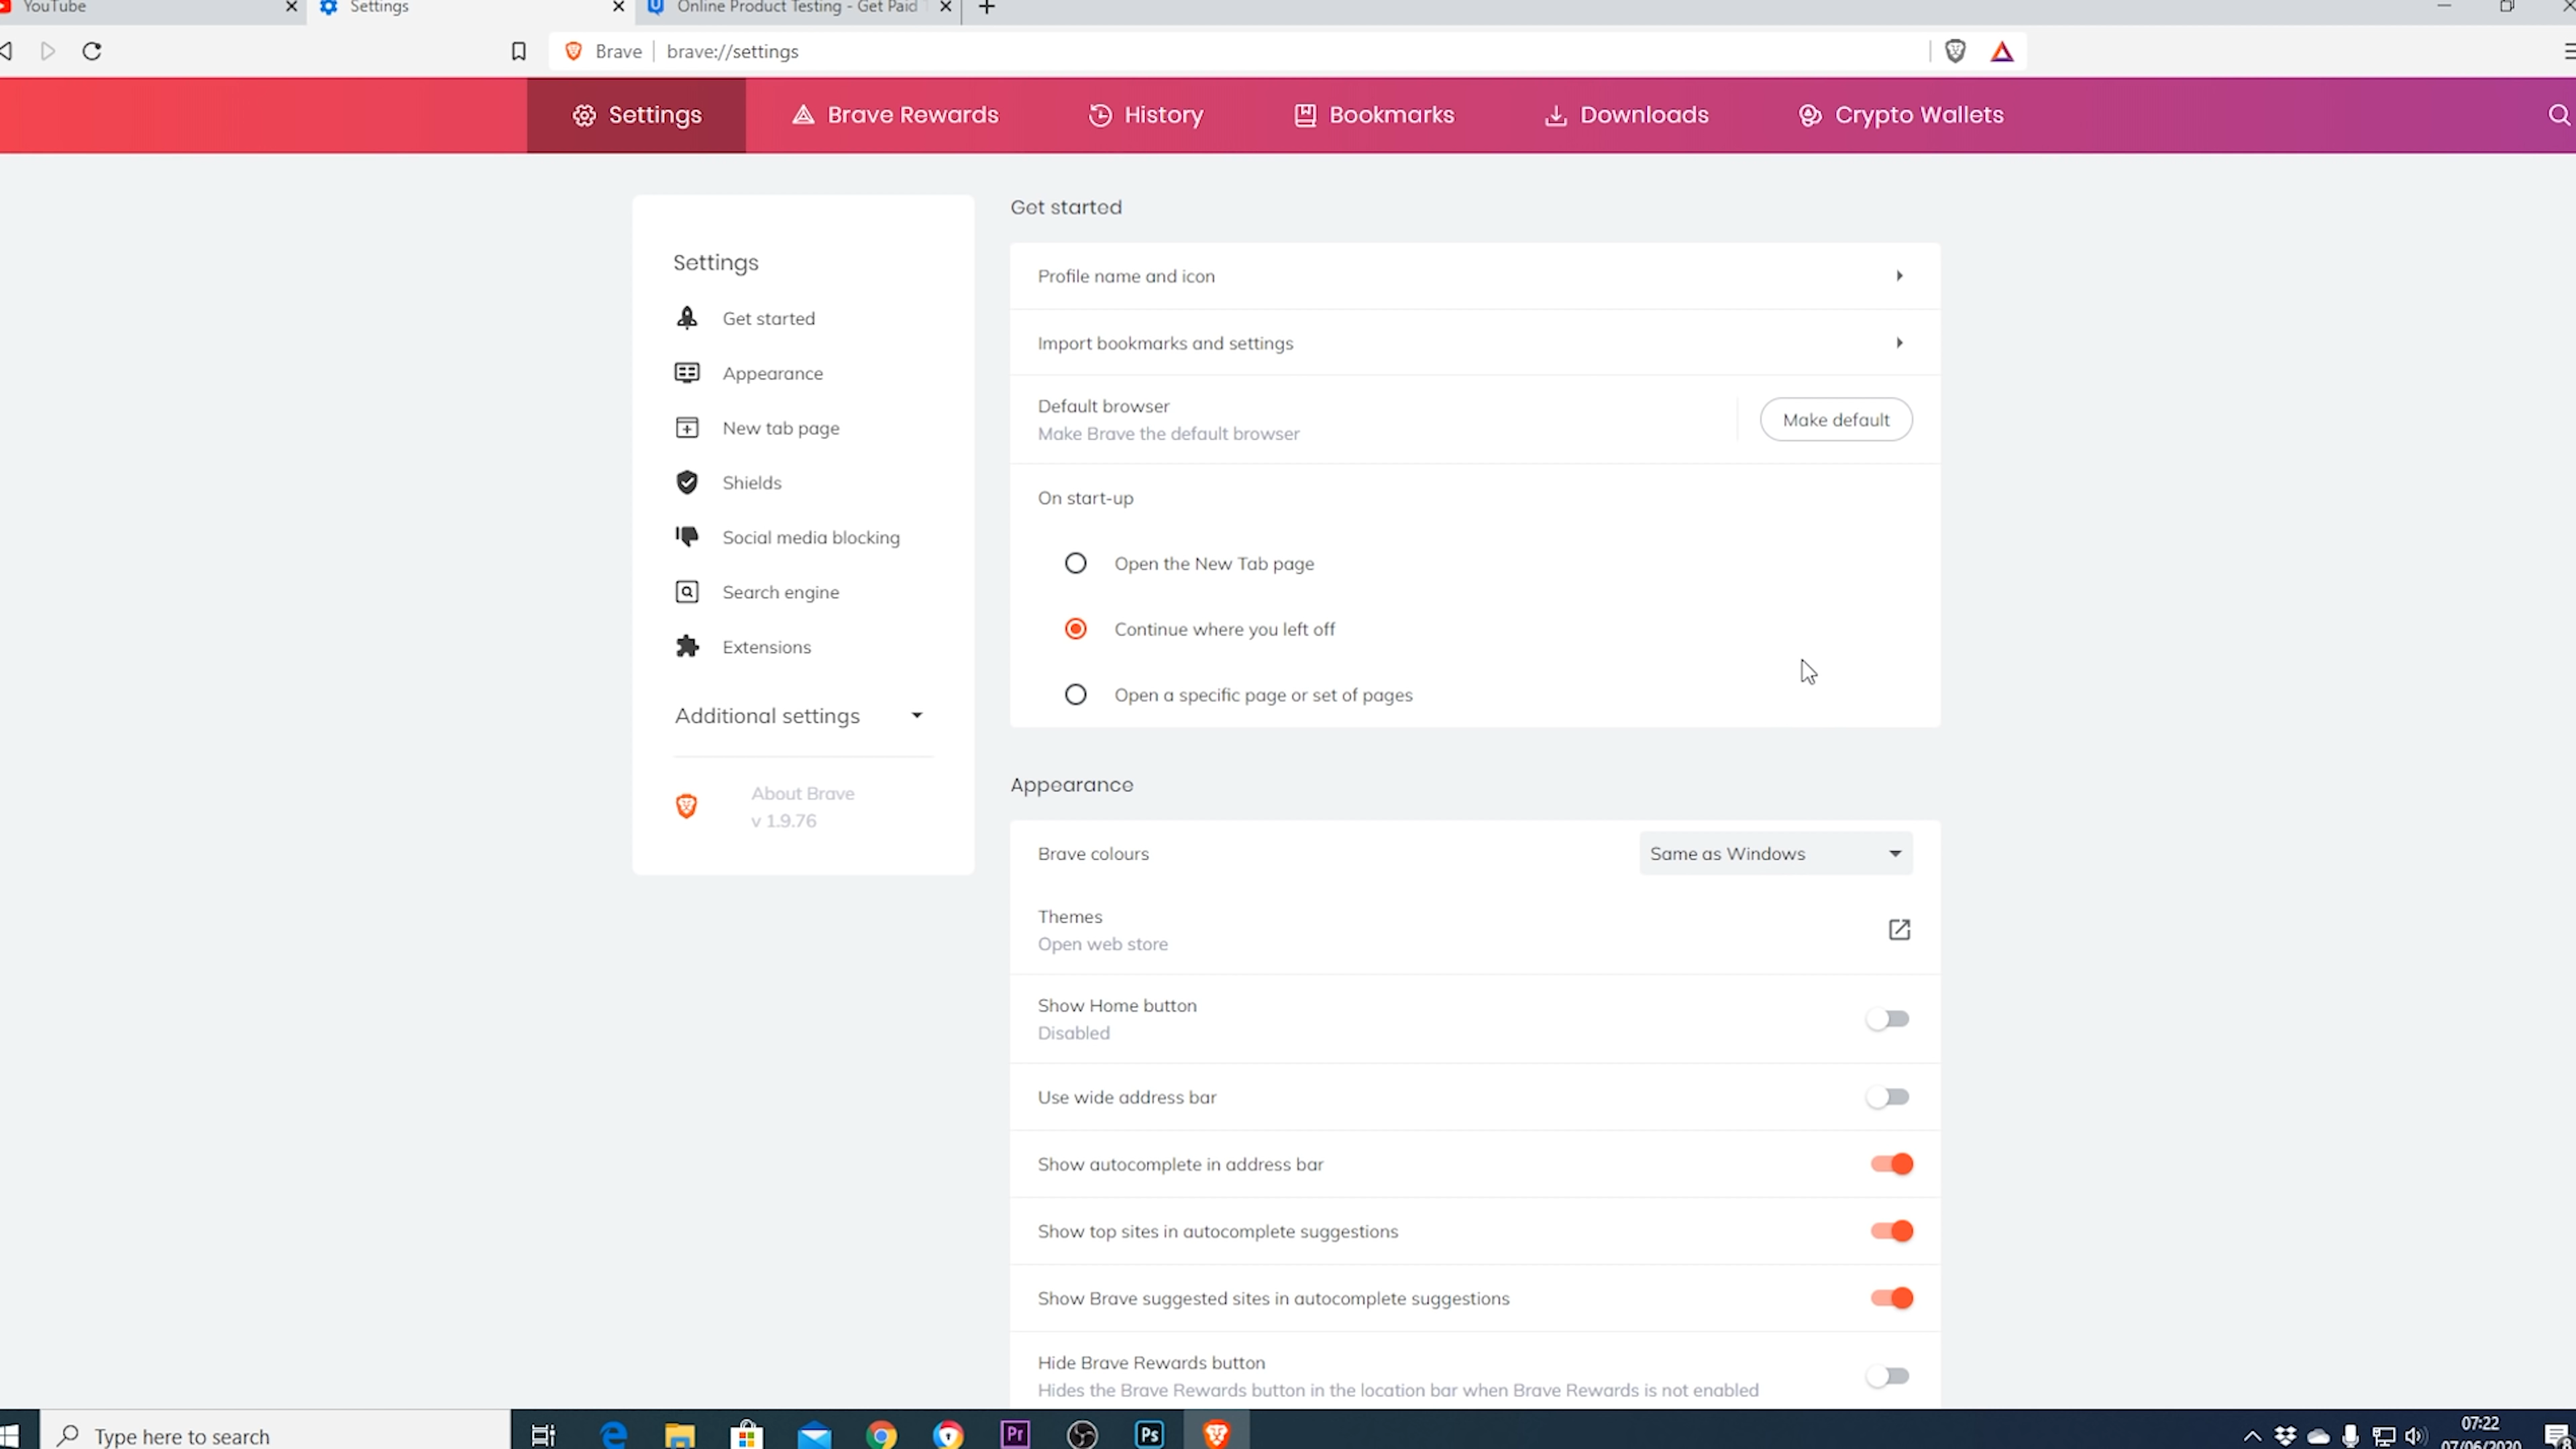 YouTube
Settings
Online Product Testing - Get Paid
Brave
brave://settings
Settings
Brave Rewards
History
Bookmarks
Downloads
Crypto Wallets
Settings
Get started
Appearance
New tab page
Shields
Social media blocking
Search engine
Extensions
Additional settings
About Brave
v 1.9.76
Get started
Profile name and icon
Import bookmarks and settings
Default browser
Make Brave the default browser
Make default
On start-up
Open the New Tab page
Continue where you left off
Open a specific page or set of pages
Appearance
Brave colours
Same as Windows
Themes
Open web store
Show Home button
Disabled
Use wide address bar
Show autocomplete in address bar
Show top sites in autocomplete suggestions
Show Brave suggested sites in autocomplete suggestions
Hide Brave Rewards button
Hides the Brave Rewards button in the location bar when Brave Rewards is not enabled
Type here to search
Pr
Ps
07:22
07/06/2020